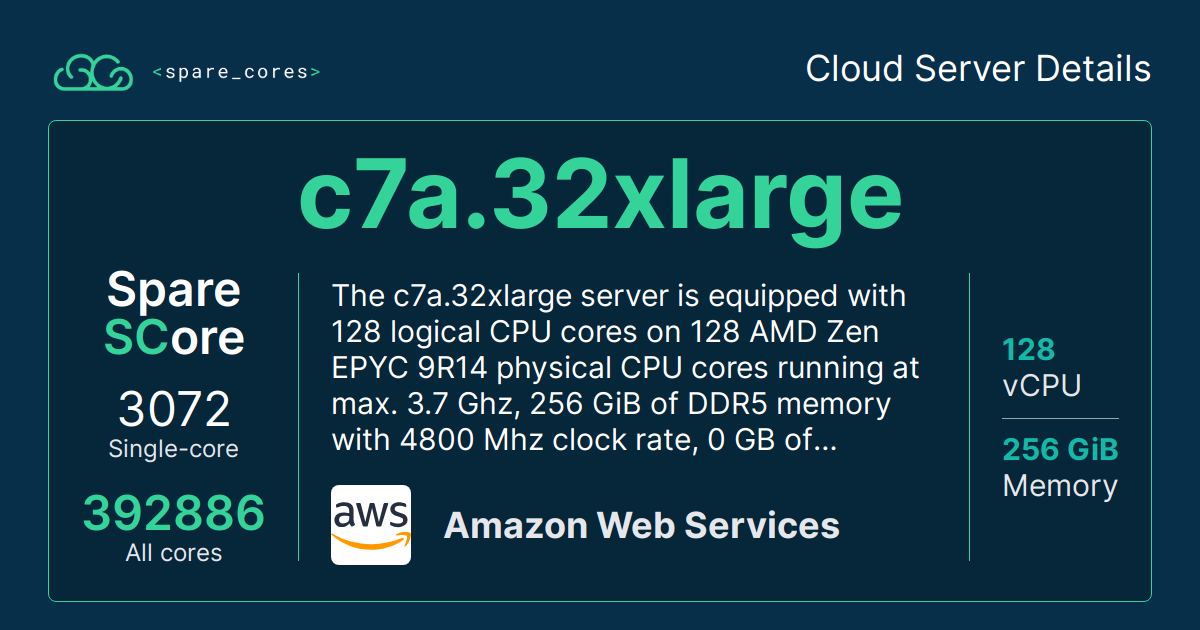 <spare_cores>
Cloud Server Details
c7a.32xlarge
Spare
SCore
3072
Single-core
392886
All cores
The c7a.32xlarge server is equipped with
128 logical CPU cores on 128 AMD Zen
EPYC 9R14 physical CPU cores running at
max. 3.7 Ghz, 256 GiB of DDR5 memory
with 4800 Mhz clock rate, 0 GB of...
aws
Amazon Web Services
128
vCPU
256 GiB
Memory